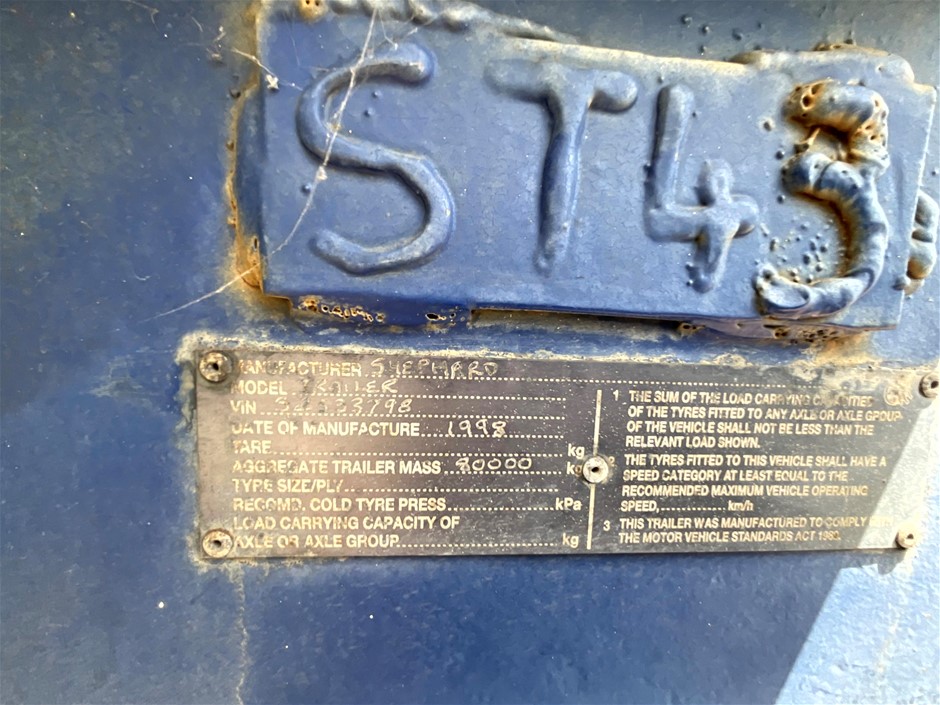 ST43
MANUFACTURER SHEPHARD
MODEL TRAILER
VIN
DATE OF MANUFACTURE 1998
TARE kg
AGGREGATE TRAILER MASS 80000 kg
TYPE SIZE/PLY
RECOMD. COLD TYRE PRESS kPa
LOAD CARRYING CAPACITY OF
AXLE OR AXLE GROUP kg
1 THE SUM OF THE LOAD CARRYING CAPACITIES
OF THE TYRES FITTED TO ANY AXLE OR AXLE GROUP
OF THE VEHICLE SHALL NOT BE LESS THAN THE
RELEVANT LOAD SHOWN.
2 THE TYRES FITTED TO THIS VEHICLE SHALL HAVE A
SPEED CATEGORY AT LEAST EQUAL TO THE
RECOMMENDED MAXIMUM VEHICLE OPERATING
SPEED, km/h
3 THIS TRAILER WAS MANUFACTURED TO COMPLY WITH
THE MOTOR VEHICLE STANDARDS ACT 1989.